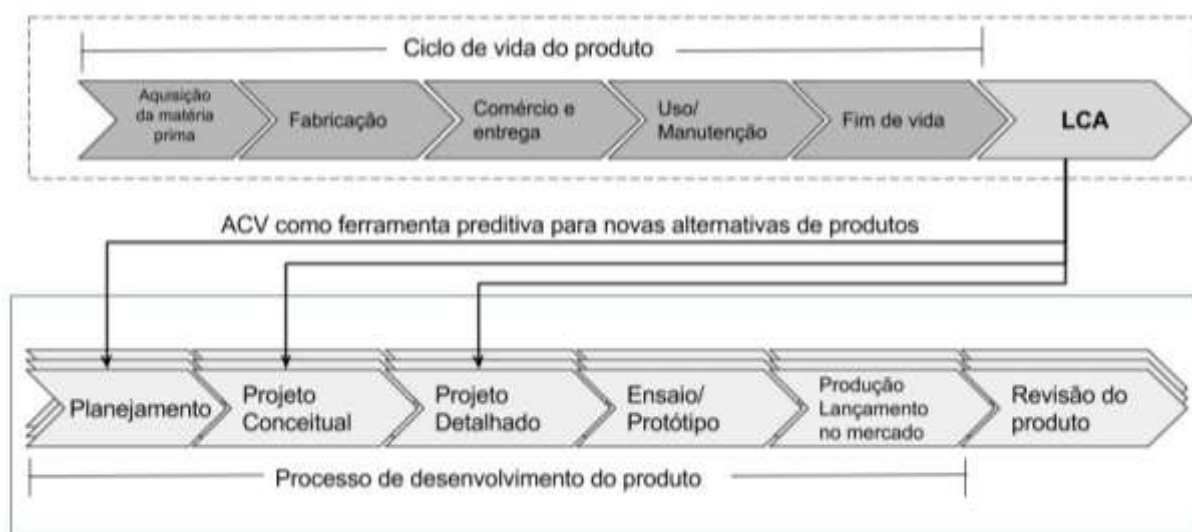 Ciclo de vida do produto
Aquisição
da matéria
prima
Fabricação
Comércio e
entrega
Uso/
Manutenção
Fim de vida
LCA
ACV como ferramenta preditiva para novas alternativas de produtos
Planejamento
Projeto
Conceitual
Projeto
Detalhado
Ensaio/
Protótipo
Produção
Lançamento
no mercado
Revisão do
produto
Processo de desenvolvimento do produto